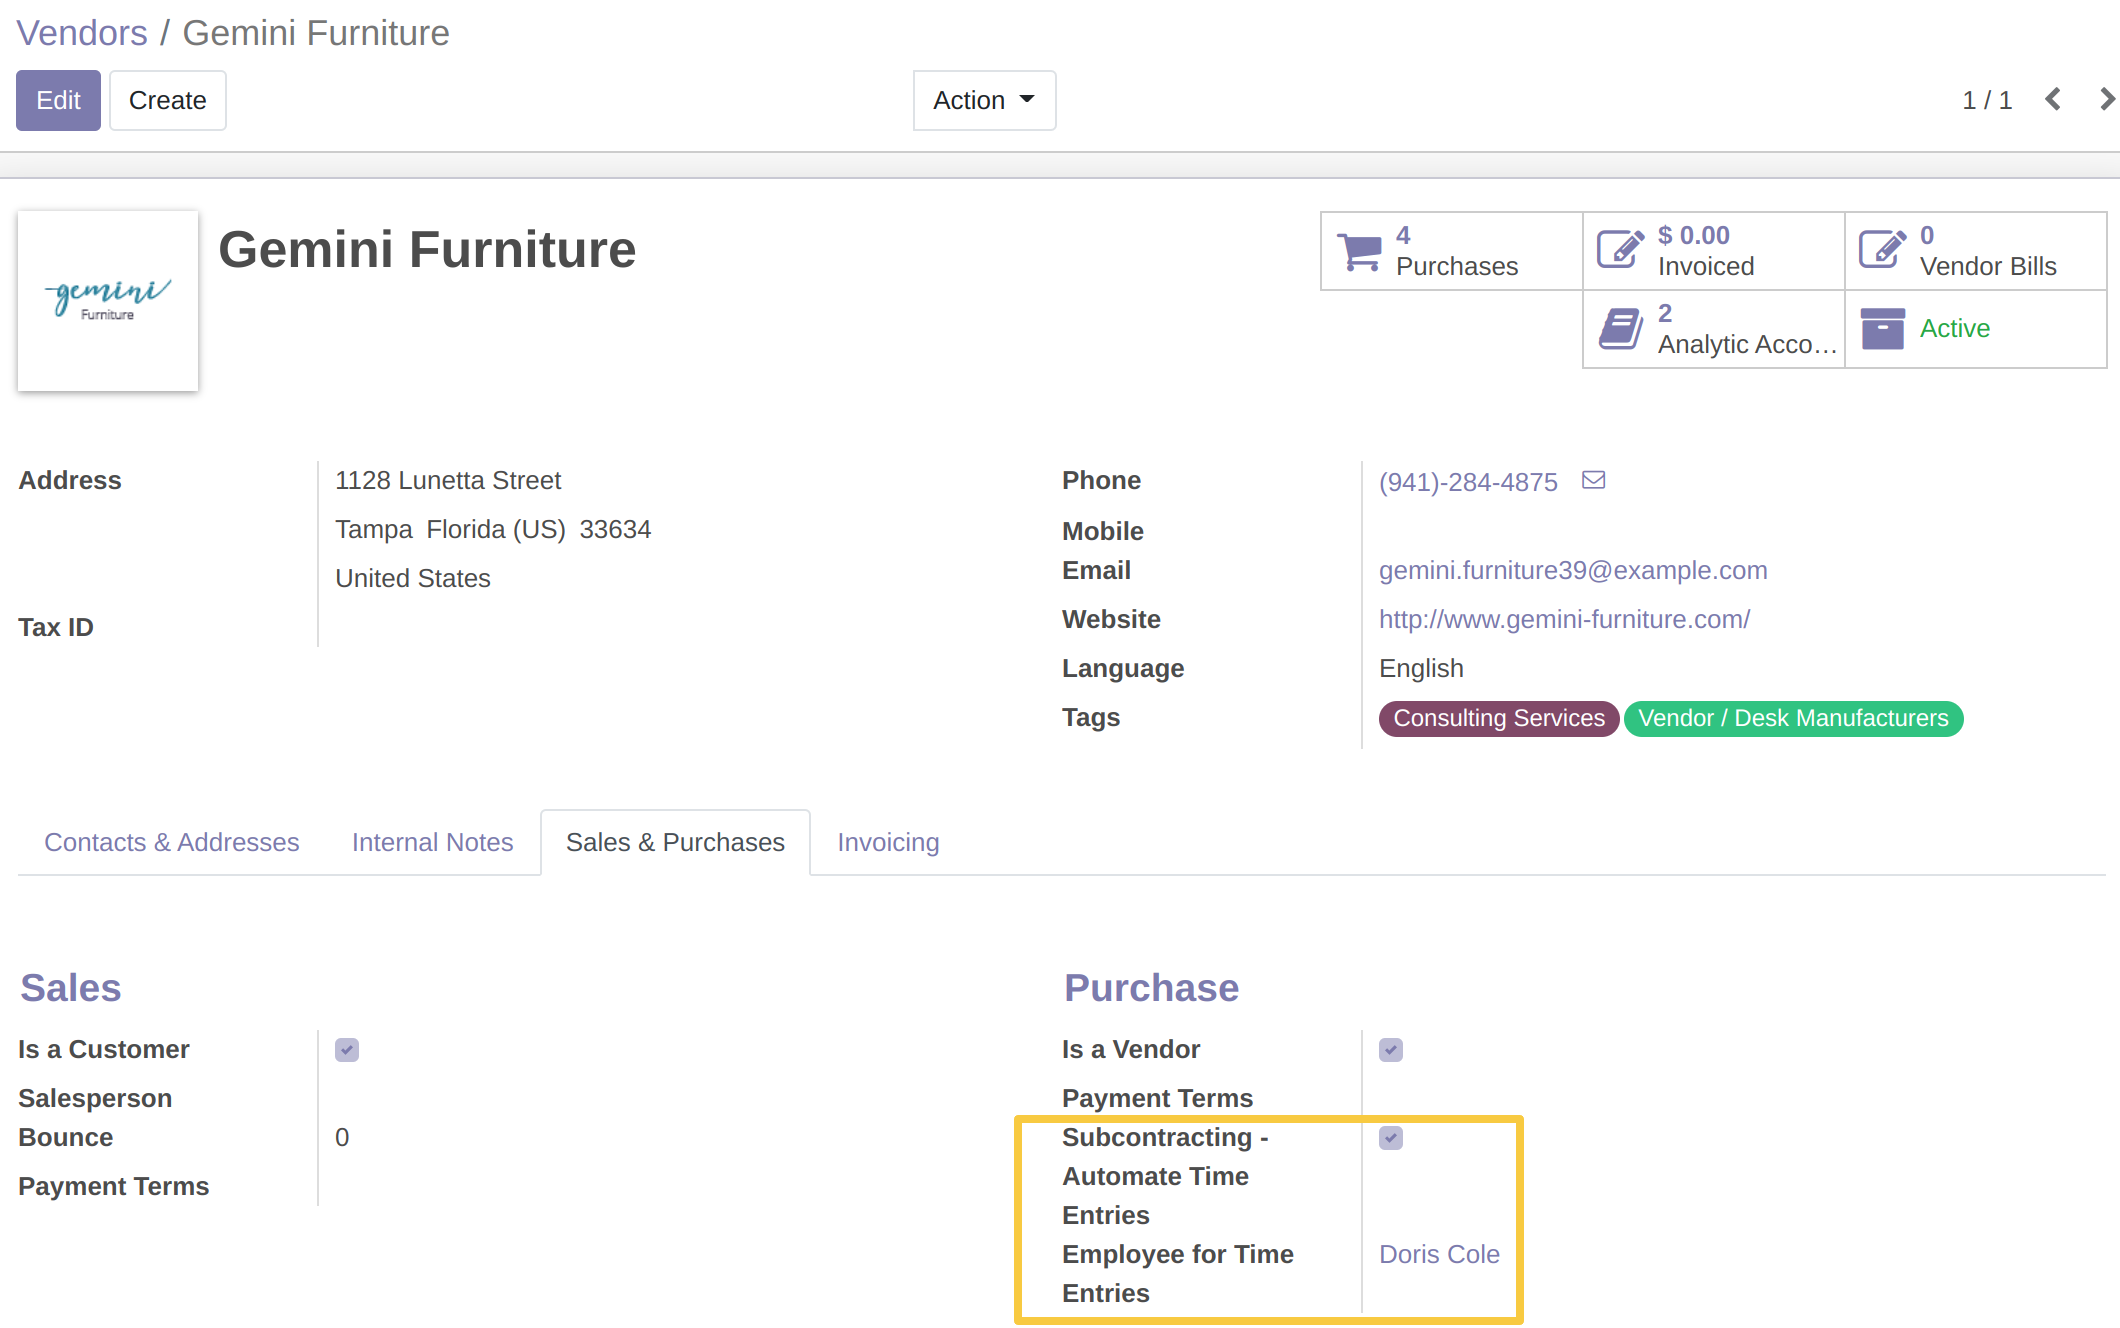 Vendors / Gemini Furniture
Edit Create Action 1 / 1
Gemini Furniture
gemini
Furniture
4
Purchases
$ 0.00
Invoiced
0
Vendor Bills
2
Analytic Acco...
Active
Address
1128 Lunetta Street
Tampa Florida (US) 33634
United States
Tax ID
Phone (941)-284-4875
Mobile
Email gemini.furniture39@example.com
Website http://www.gemini-furniture.com/
Language English
Tags Consulting Services Vendor / Desk Manufacturers
Contacts & Addresses Internal Notes Sales & Purchases Invoicing
Sales
Is a Customer
Salesperson
Bounce 0
Payment Terms
Purchase
Is a Vendor
Payment Terms
Subcontracting -
Automate Time
Entries
Employee for Time Doris Cole
Entries